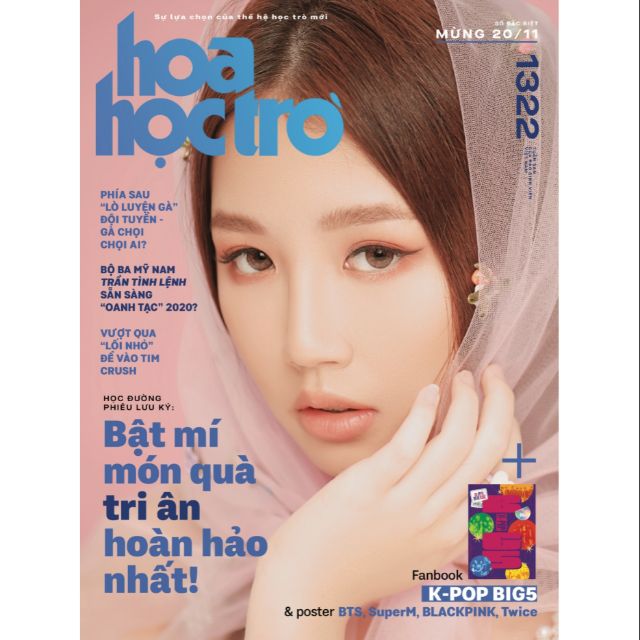 Sự lựa chọn của thế hệ học trò mới
SỐ ĐẶC BIỆT
MỪNG 20/11
hoa
học trò
1322
PHÍA SAU
“LÒ LUYỆN GÀ”
ĐỘI TUYỂN -
GÀ CHỌI
CHỌI AI?
BỘ BA MỸ NAM
TRẦN TÌNH LỆNH
SẴN SÀNG
“OANH TẠC” 2020?
VƯỢT QUA
“LỐI NHỎ”
ĐỂ VÀO TIM
CRUSH
HỌC ĐƯỜNG
PHIÊU LƯU KÝ:
Bật mí
món quà
tri ân
hoàn hảo
nhất!
+
Fanbook
K-POP BIG5
& poster BTS, SuperM, BLACKPINK, Twice